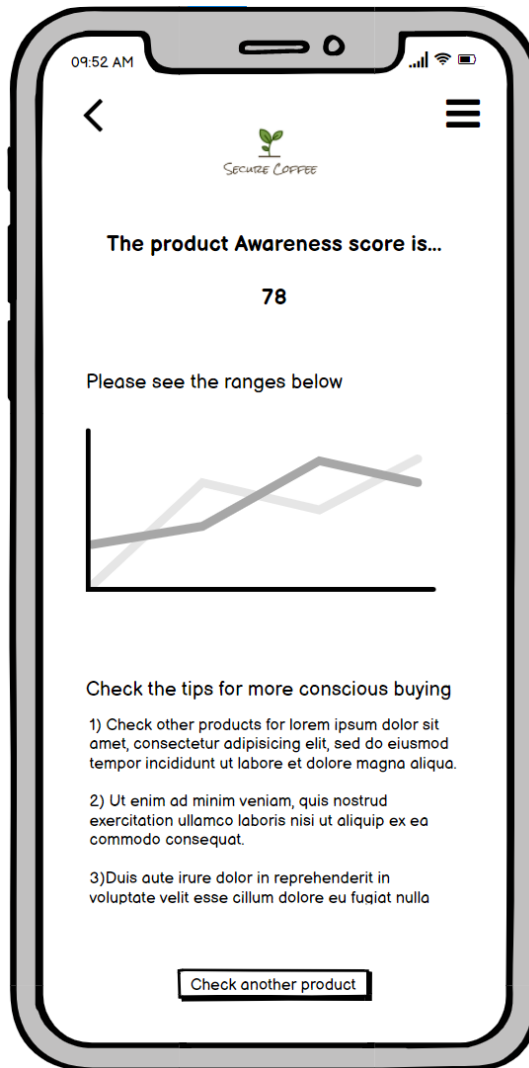 09:52 AM
Secure Coffee
The product Awareness score is...
78
Please see the ranges below
Check the tips for more conscious buying
1) Check other products for lorem ipsum dolor sit
amet, consectetur adipisicing elit, sed do eiusmod
tempor incididunt ut labore et dolore magna aliqua.
2) Ut enim ad minim veniam, quis nostrud
exercitation ullamco laboris nisi ut aliquip ex ea
commodo consequat.
3)Duis aute irure dolor in reprehenderit in
voluptate velit esse cillum dolore eu fugiat nulla
Check another product